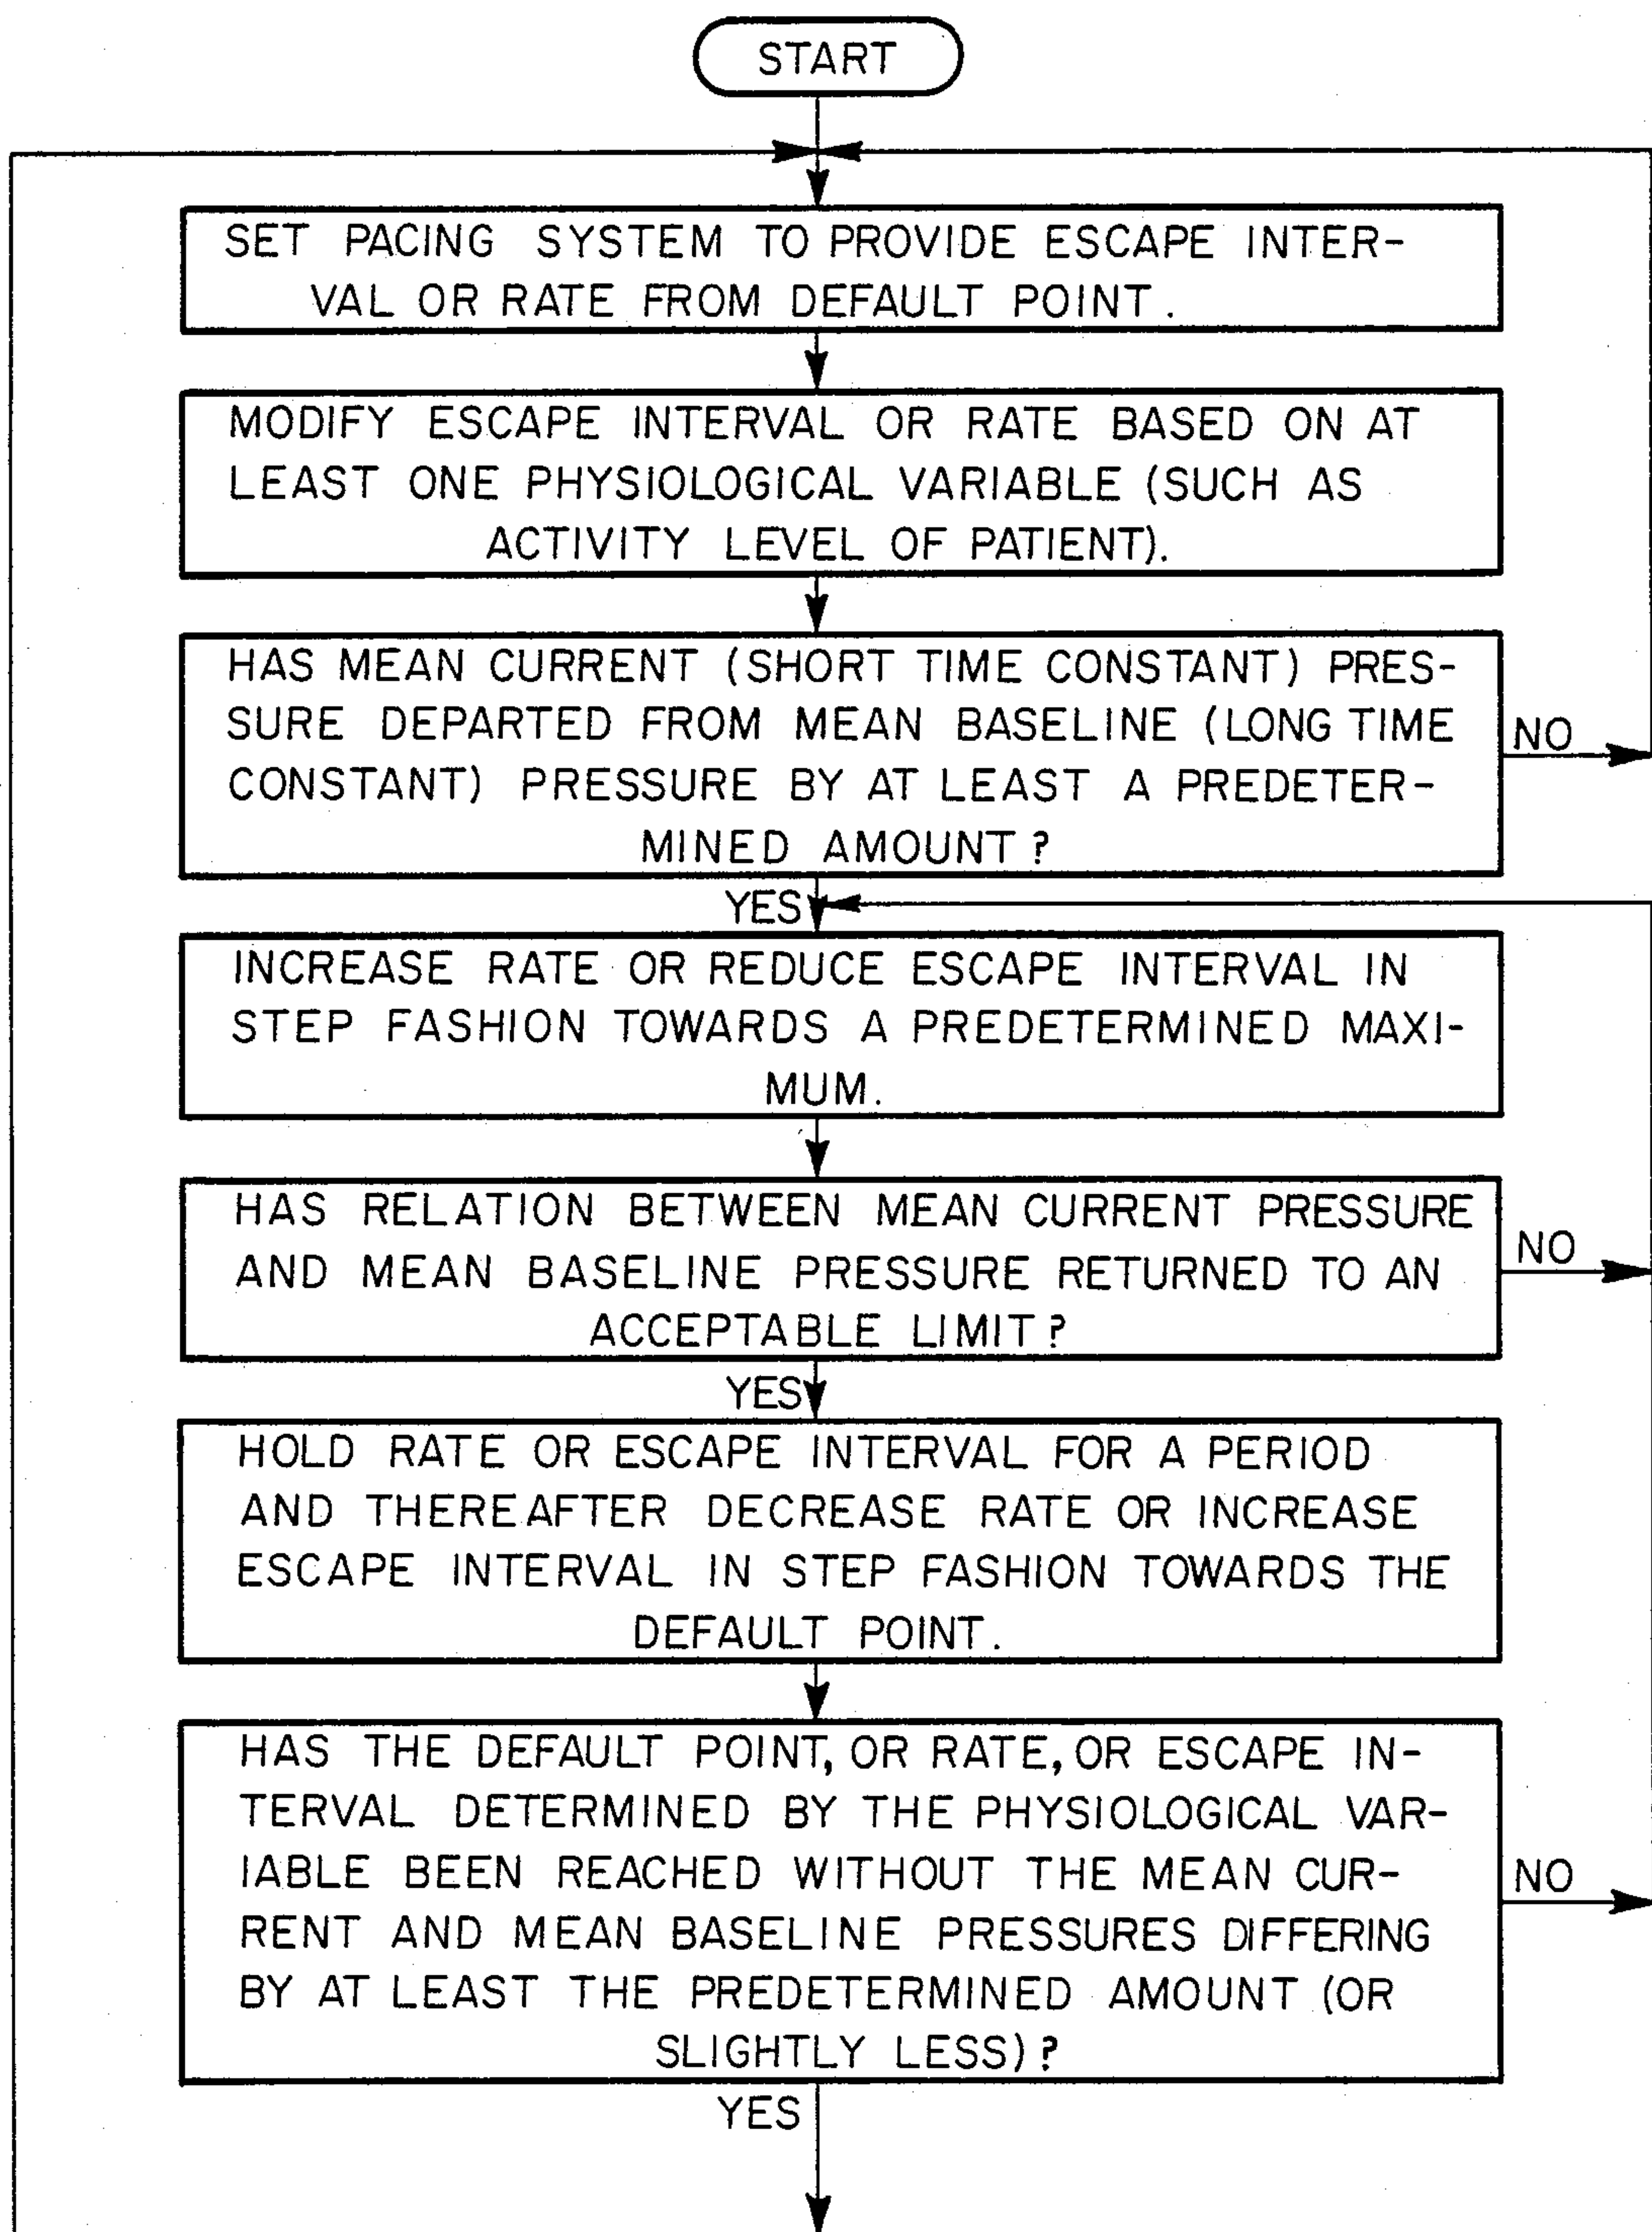 START
SET PACING SYSTEM TO PROVIDE ESCAPE INTER-
VAL OR RATE FROM DEFAULT POINT.
MODIFY ESCAPE INTERVAL OR RATE BASED ON AT
LEAST ONE PHYSIOLOGICAL VARIABLE (SUCH AS
ACTIVITY LEVEL OF PATIENT).
HAS MEAN CURRENT (SHORT TIME CONSTANT) PRES-
SURE DEPARTED FROM MEAN BASELINE (LONG TIME
CONSTANT) PRESSURE BY AT LEAST A PREDETER-
MINED AMOUNT?
NO
YES
INCREASE RATE OR REDUCE ESCAPE INTERVAL IN
STEP FASHION TOWARDS A PREDETERMINED MAXI-
MUM.
HAS RELATION BETWEEN MEAN CURRENT PRESSURE
AND MEAN BASELINE PRESSURE RETURNED TO AN
ACCEPTABLE LIMIT?
NO
YES
HOLD RATE OR ESCAPE INTERVAL FOR A PERIOD
AND THEREAFTER DECREASE RATE OR INCREASE
ESCAPE INTERVAL IN STEP FASHION TOWARDS THE
DEFAULT POINT.
HAS THE DEFAULT POINT, OR RATE, OR ESCAPE IN-
TERVAL DETERMINED BY THE PHYSIOLOGICAL VAR-
IABLE BEEN REACHED WITHOUT THE MEAN CUR-
RENT AND MEAN BASELINE PRESSURES DIFFERING
BY AT LEAST THE PREDETERMINED AMOUNT (OR
SLIGHTLY LESS)?
NO
YES